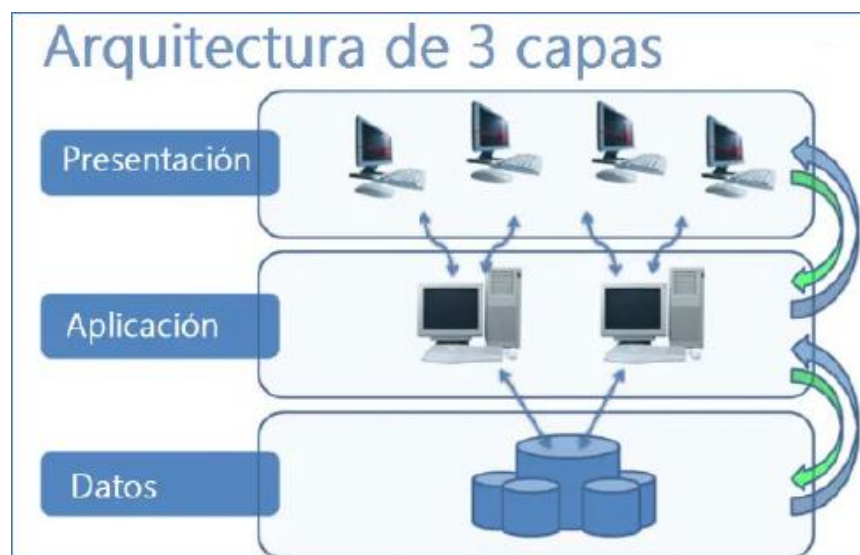 Arquitectura de 3 capas
Presentación
Aplicación
Datos